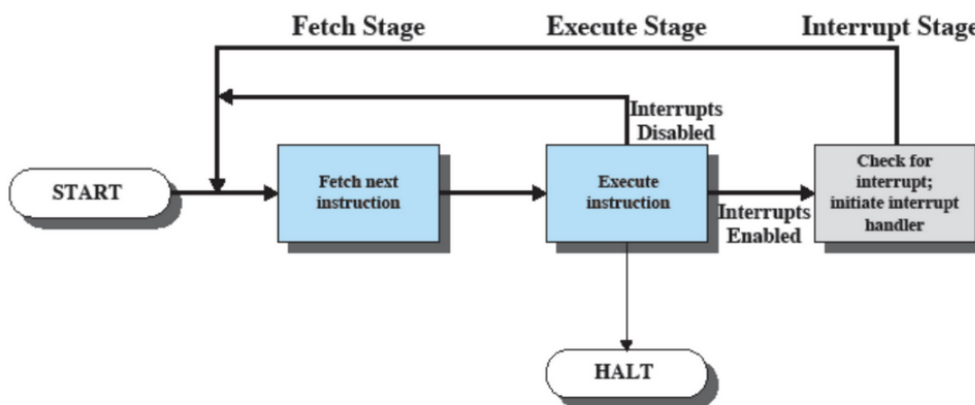 Fetch Stage
Execute Stage
Interrupt Stage
Interrupts
Disabled
START
Fetch next
instruction
Execute
instruction
Interrupts
Enabled
Check for
interrupt;
initiate interrupt
handler
HALT